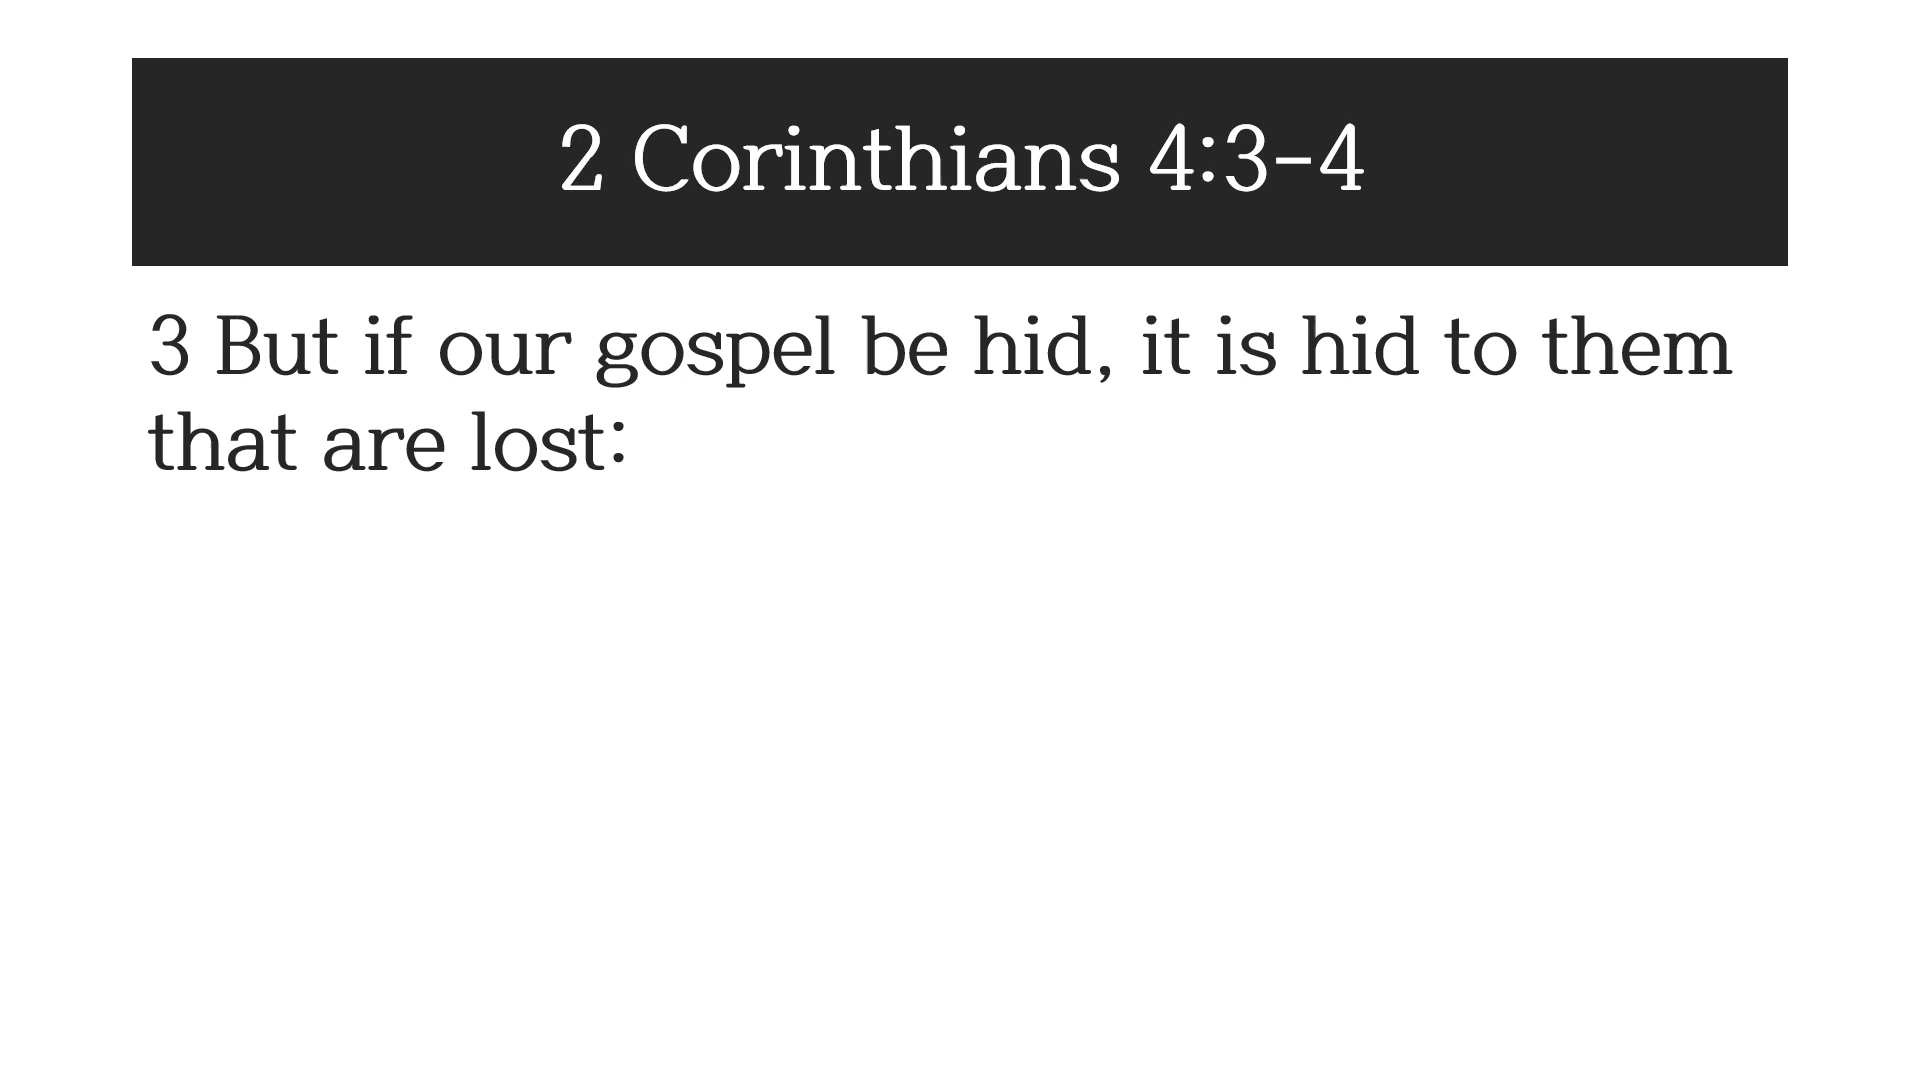 2 Corinthians 4:3-4
3 But if our gospel be hid, it is hid to them
that are lost: